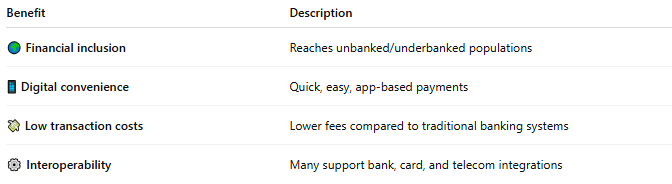 Benefit Description
🌍 Financial inclusion Reaches unbanked/underbanked populations
📱 Digital convenience Quick, easy, app-based payments
💸 Low transaction costs Lower fees compared to traditional banking systems
⚙️ Interoperability Many support bank, card, and telecom integrations